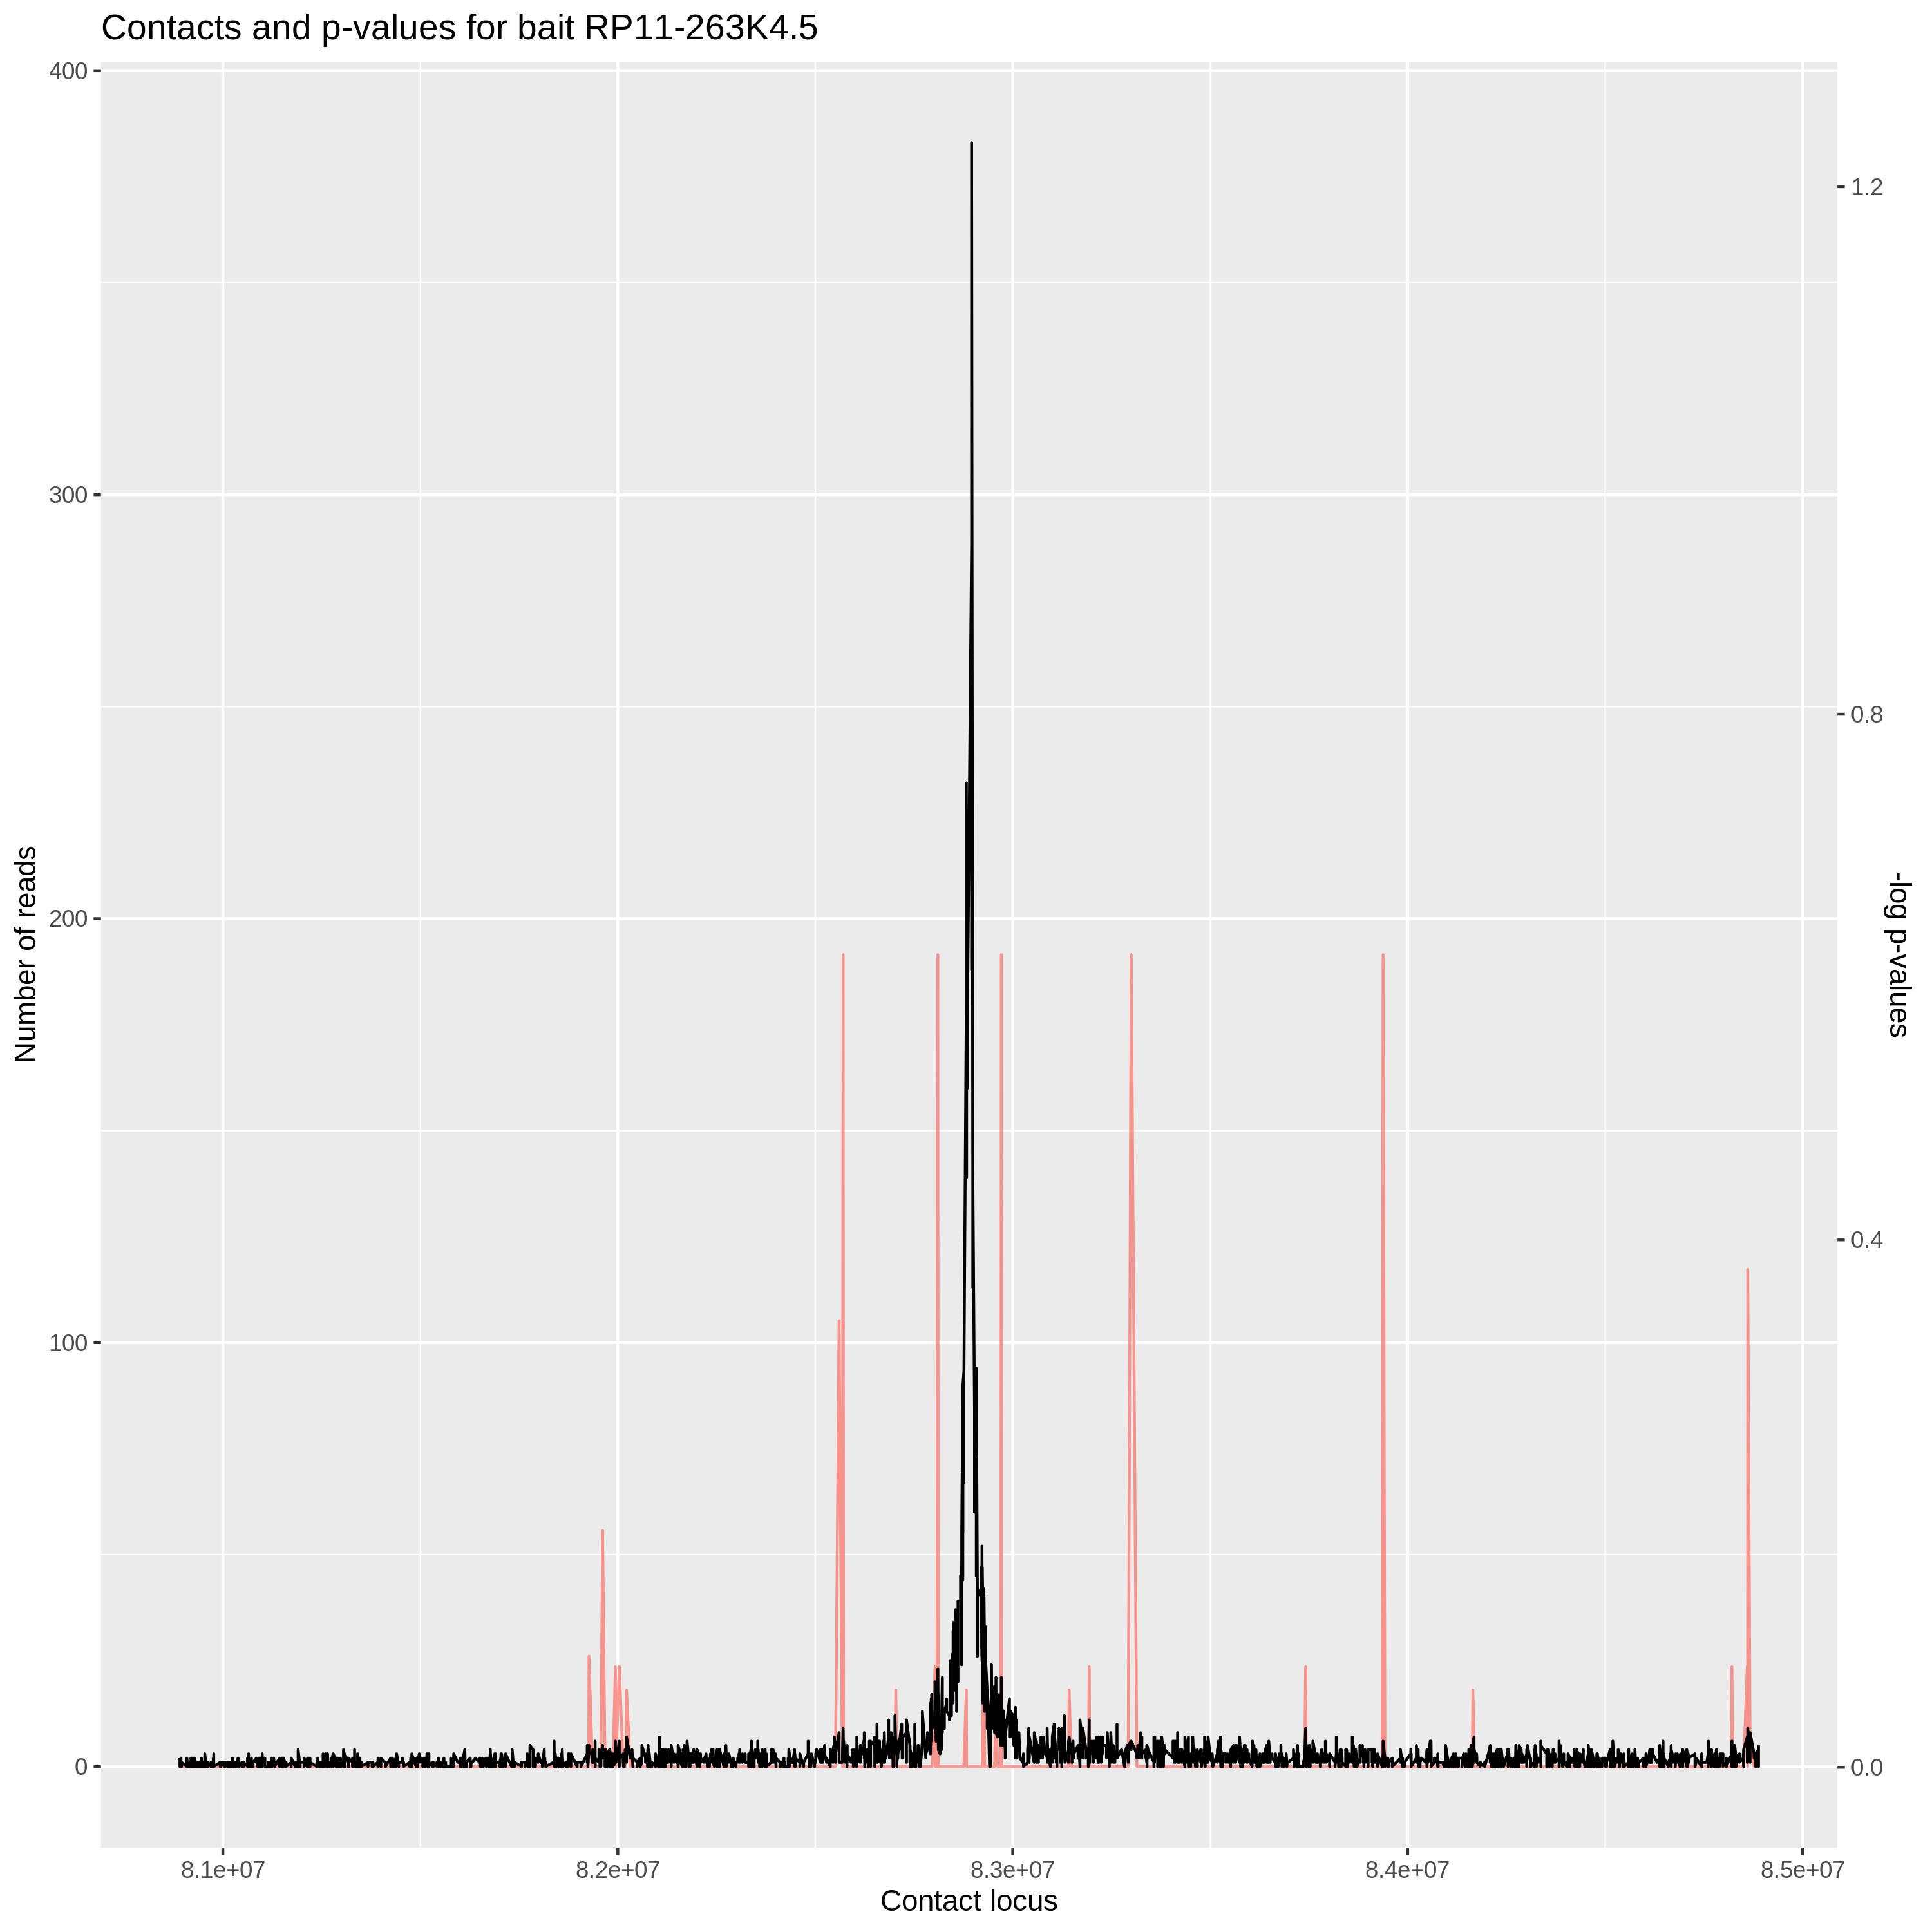 Contacts and p-values for bait RP11-263K4.5
400
300
200
100
0
Number of reads
1.2
0.8
0.4
0.0
-log p-values
8.1e+07
8.2e+07
8.3e+07
8.4e+07
8.5e+07
Contact locus